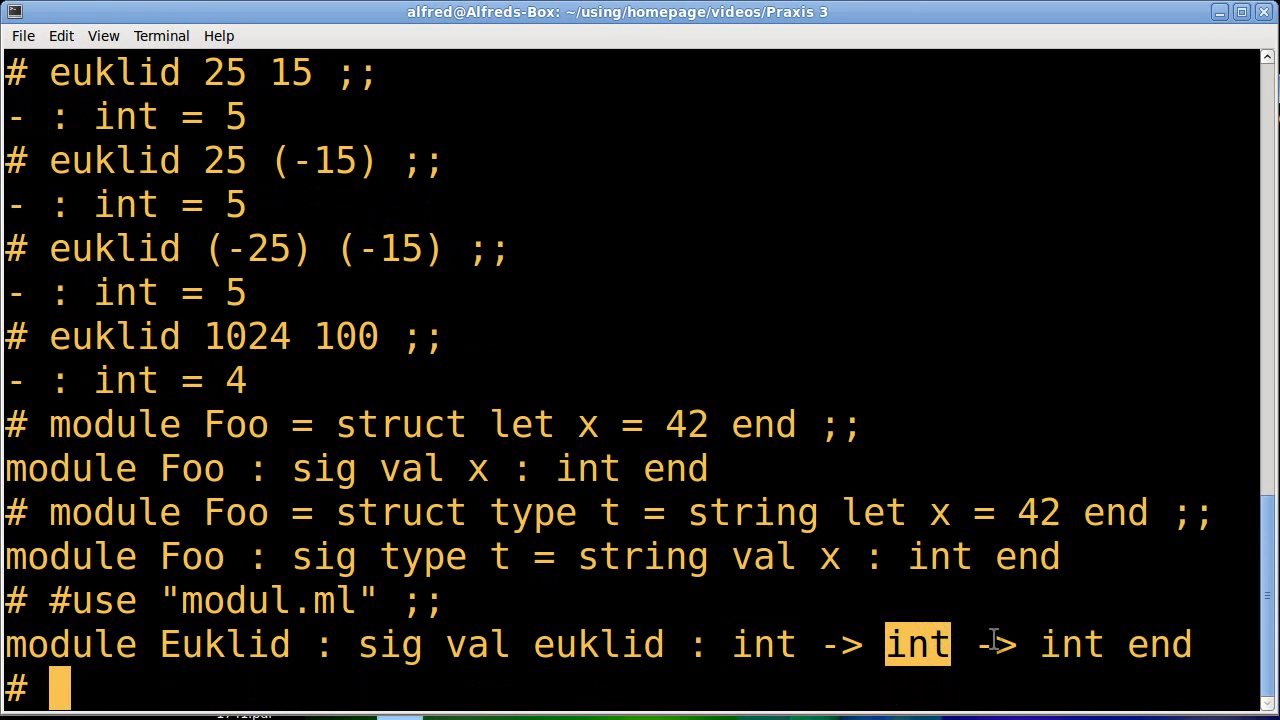 alfred@Alfreds-Box: ~/using/homepage/videos/Praxis 3
File Edit View Terminal Help
# euklid 25 15 ;;
- : int = 5
# euklid 25 (-15) ;;
- : int = 5
# euklid (-25) (-15) ;;
- : int = 5
# euklid 1024 100 ;;
- : int = 4
# module Foo = struct let x = 42 end ;;
module Foo : sig val x : int end
# module Foo = struct type t = string let x = 42 end ;;
module Foo : sig type t = string val x : int end
# #use "modul.ml" ;;
module Euklid : sig val euklid : int -> int -> int end
#